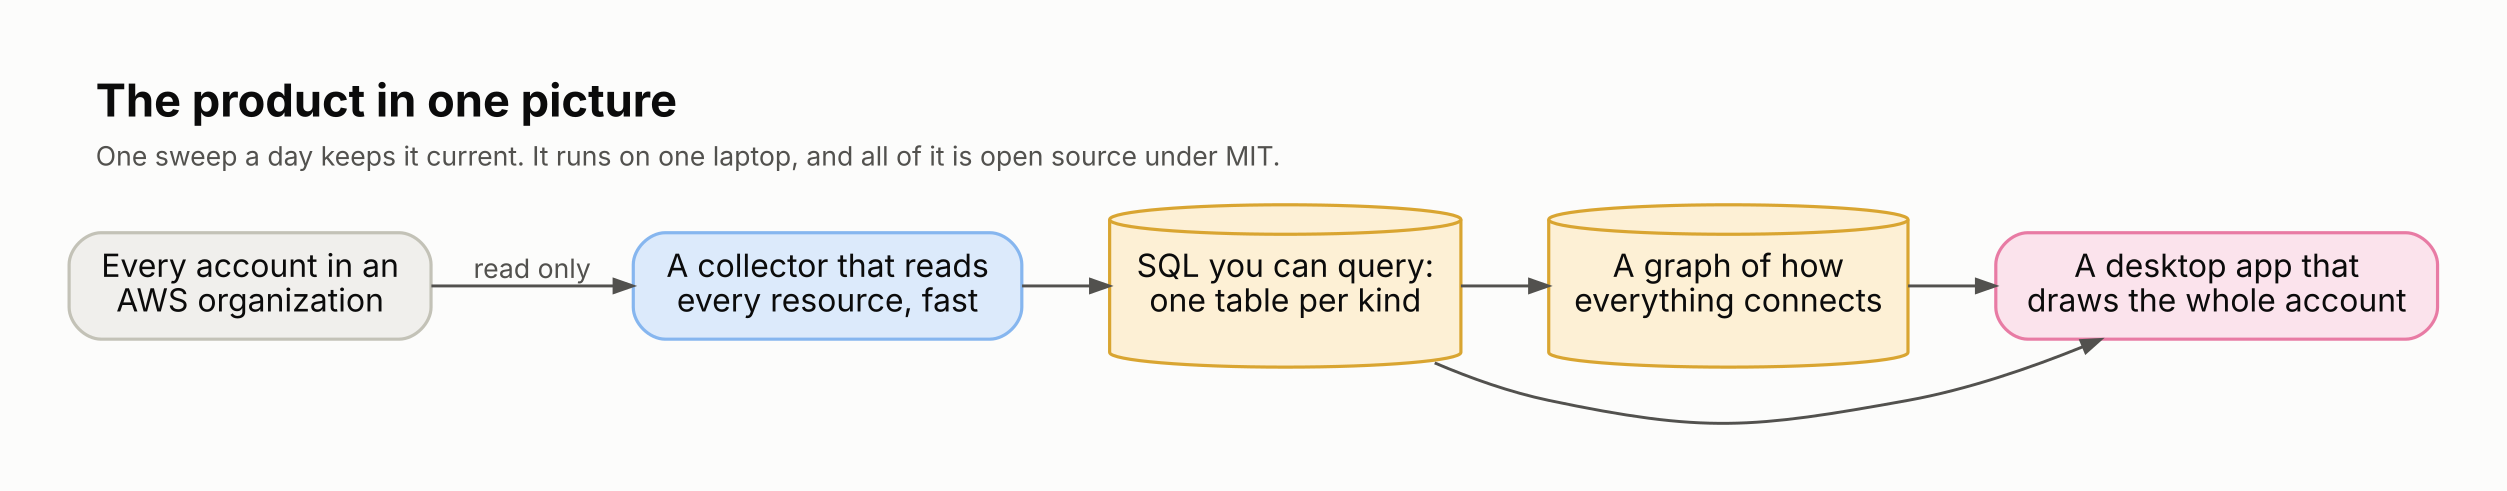 The product in one picture
One sweep a day keeps it current. It runs on one laptop, and all of it is open source under MIT.
Every account in an
AWS organization
read only
A collector that reads
every resource, fast
SQL you can query:
one table per kind
A graph of how
everything connects
A desktop app that
draws the whole account